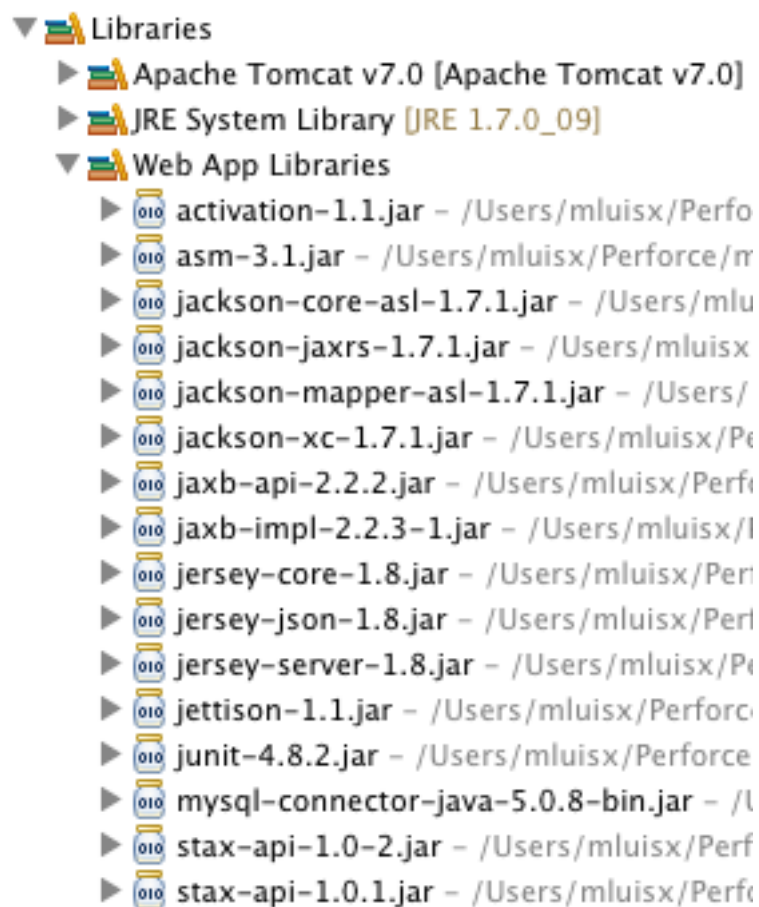 Libraries
Apache Tomcat v7.0 [Apache Tomcat v7.0]
JRE System Library [JRE 1.7.0_09]
Web App Libraries
activation-1.1.jar - /Users/mluisx/Perfo
asm-3.1.jar - /Users/mluisx/Perforce/m
jackson-core-asl-1.7.1.jar - /Users/mlu
jackson-jaxrs-1.7.1.jar - /Users/mluisx
jackson-mapper-asl-1.7.1.jar - /Users/
jackson-xc-1.7.1.jar - /Users/mluisx/Pe
jaxb-api-2.2.2.jar - /Users/mluisx/Perfo
jaxb-impl-2.2.3-1.jar - /Users/mluisx/
jersey-core-1.8.jar - /Users/mluisx/Per
jersey-json-1.8.jar - /Users/mluisx/Per
jersey-server-1.8.jar - /Users/mluisx/Pe
jettison-1.1.jar - /Users/mluisx/Perforc
junit-4.8.2.jar - /Users/mluisx/Perforce
mysql-connector-java-5.0.8-bin.jar - /U
stax-api-1.0-2.jar - /Users/mluisx/Perf
stax-api-1.0.1.jar - /Users/mluisx/Perfo